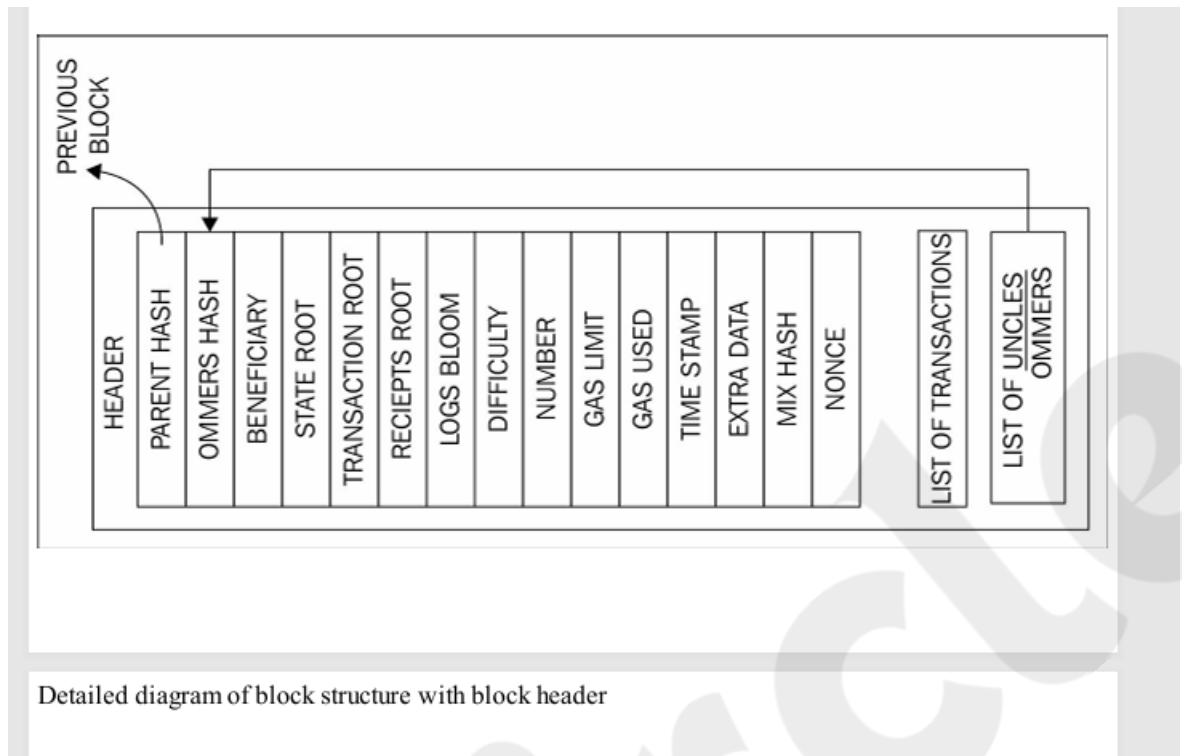 PREVIOUS
BLOCK
HEADER
PARENT HASH
OMMERS HASH
BENEFICIARY
STATE ROOT
TRANSACTION ROOT
RECIEPTS ROOT
LOGS BLOOM
DIFFICULTY
NUMBER
GAS LIMIT
GAS USED
TIME STAMP
EXTRA DATA
MIX HASH
NONCE
LIST OF TRANSACTIONS
LIST OF UNCLES
OMMERS
Detailed diagram of block structure with block header